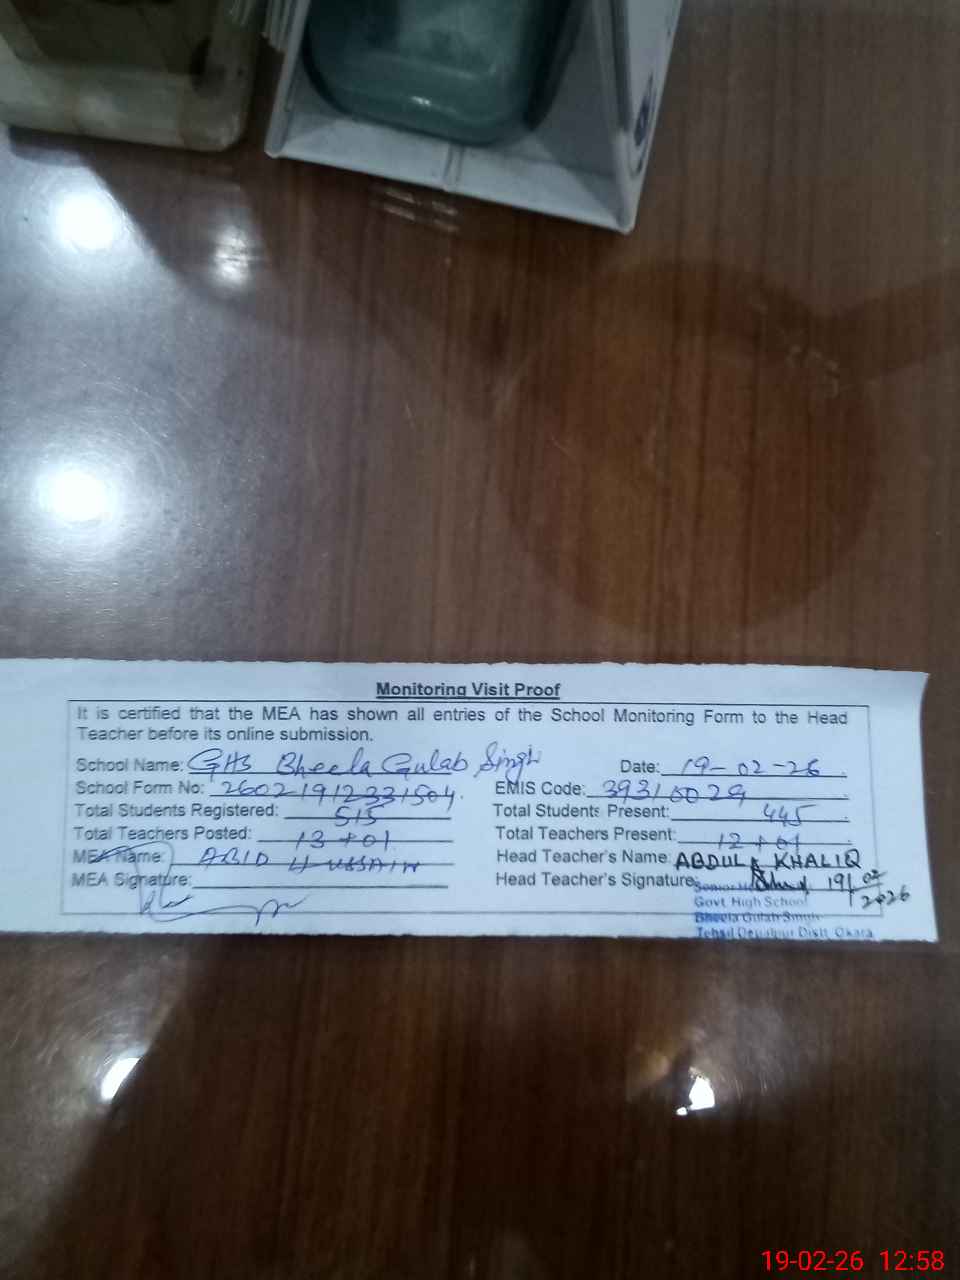 Monitoring Visit Proof
It is certified that the MEA has shown all entries of the School Monitoring Form to the Head
Teacher before its online submission.
School Name: GHS Bheela Gulab Singh Date: 19-02-26
School Form No: 26021912331504 EMIS Code: 39310029
Total Students Registered: 515 Total Students Present: 445
Total Teachers Posted: 13+01 Total Teachers Present: 12+01
MEA Name: ABID HUSSAIN Head Teacher's Name: ABDUL KHALIQ
MEA Signature: Head Teacher's Signature: 19/02/2026
Senior
Govt. High School
Bheela Gulab Singh
Tehsil Depalpur Distt. Okara
19-02-26 12:58